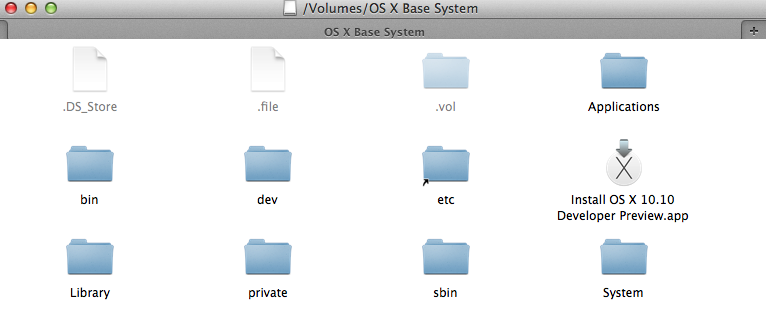 /Volumes/OS X Base System
OS X Base System
.DS_Store
.file
.vol
Applications
bin
dev
etc
Install OS X 10.10
Developer Preview.app
Library
private
sbin
System